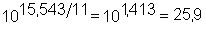 10^15,543/11 = 10^1,413 = 25,9